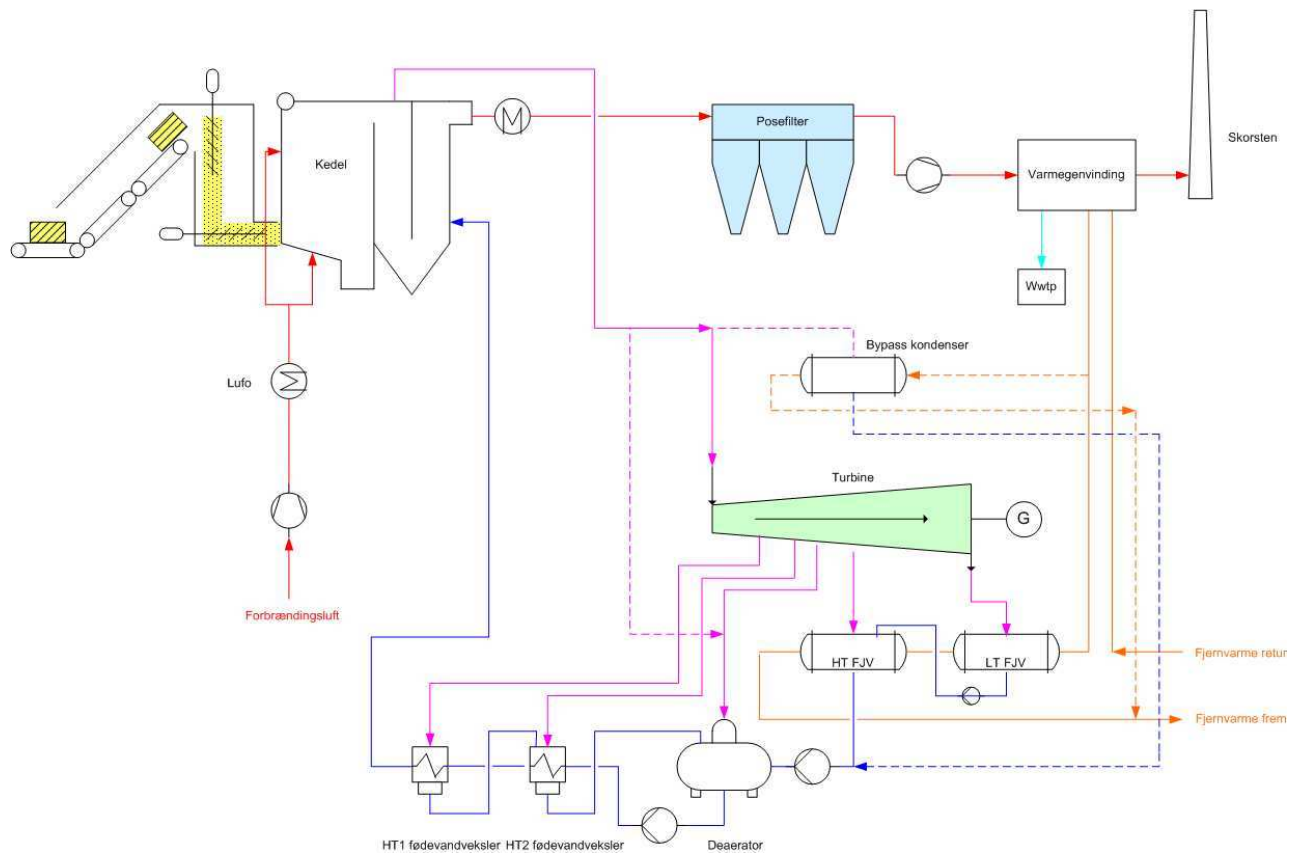 Skorsten
Posefilter
Kedel
Varmegenvinding
Wwtp
Bypass kondenser
Lufo
Turbine
G
Forbrændingsluft
HT FJV
LT FJV
Fjernvarme retur
Fjernvarme frem
HT1 fødevandveksler
HT2 fødevandveksler
Deaerator